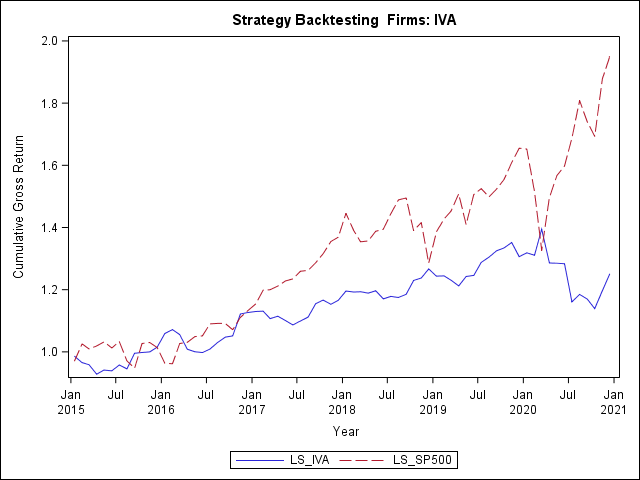 Strategy Backtesting  Firms: IVA
2.0
1.8
1.6
1.4
1.2
1.0
Cumulative Gross Return
Jan Jul Jan Jul Jan Jul Jan Jul Jan Jul Jan Jul Jan
2015 2016 2017 2018 2019 2020 2021
Year
LS_IVA LS_SP500